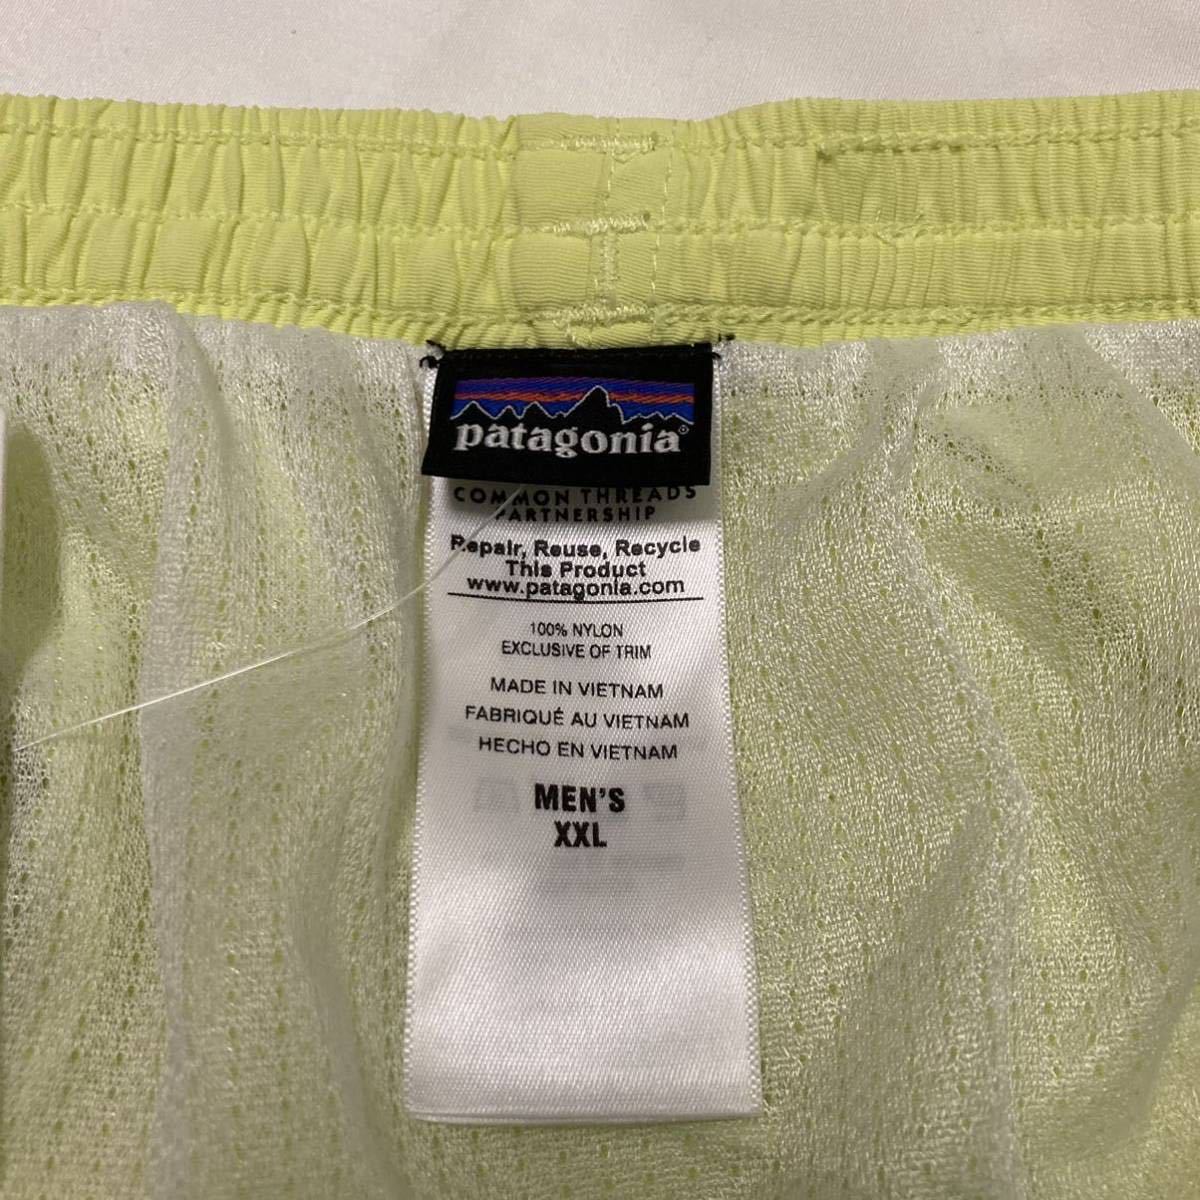 patagonia®
COMMON THREADS
PARTNERSHIP
Repair, Reuse, Recycle
This Product
www.patagonia.com
100% NYLON
EXCLUSIVE OF TRIM
MADE IN VIETNAM
FABRIQUÉ AU VIETNAM
HECHO EN VIETNAM
MEN'S
XXL